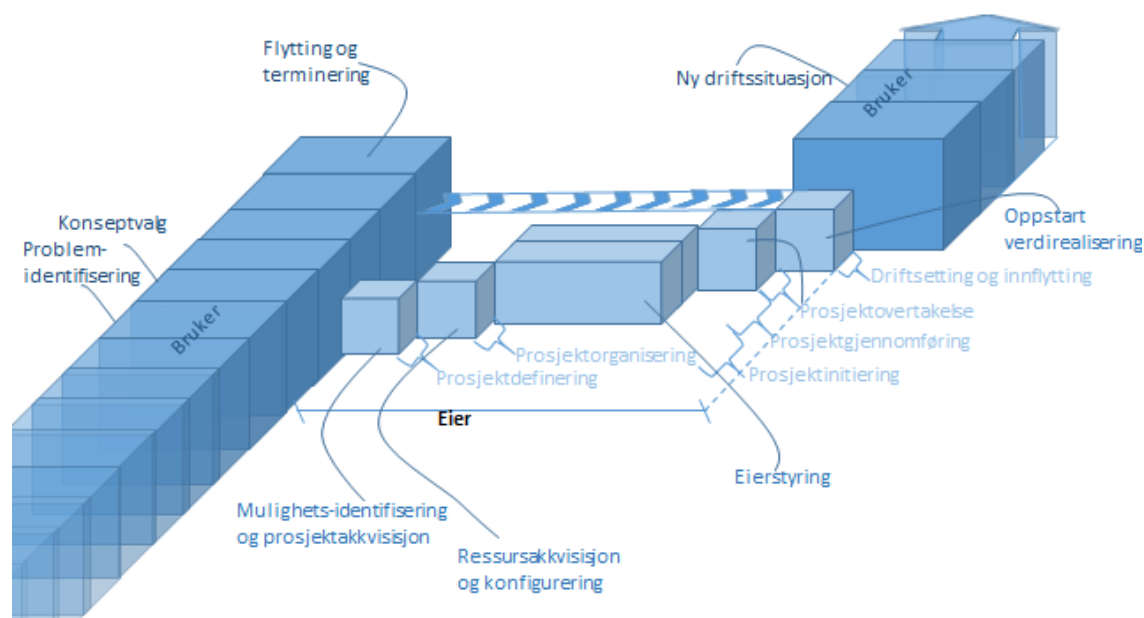 Flytting og
terminering
Ny driftssituasjon
Bruker
Konseptvalg
Problem-
identifisering
Bruker
Oppstart
verdirealisering
Driftsetting og innflytting
Prosjektovertakelse
Prosjektgjennomføring
Prosjektinitiering
Prosjektorganisering
Prosjektdefinering
Eier
Eierstyring
Mulighets-identifisering
og prosjektakkvisisjon
Ressursakkvisisjon
og konfigurering